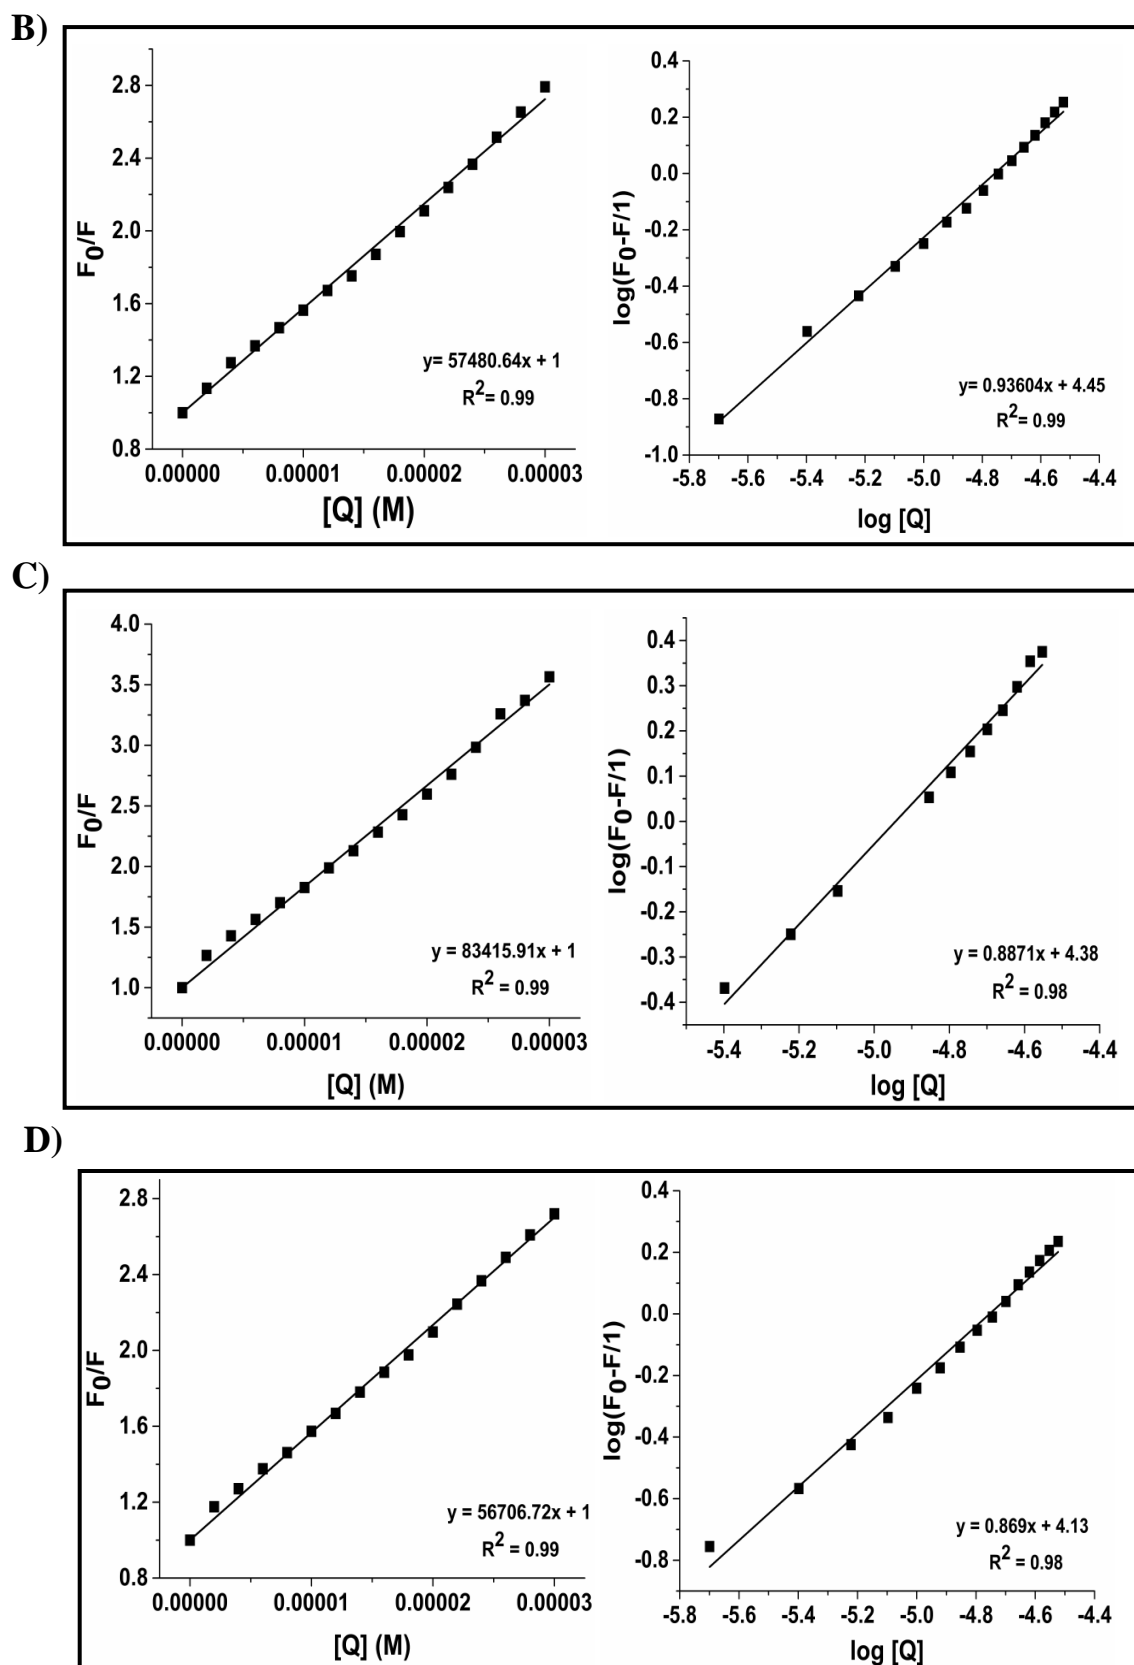 B)
2.8
2.4
2.0
1.6
1.2
0.8
F0/F
y= 57480.64x + 1
R2= 0.99
0.00000 0.00001 0.00002 0.00003
[Q] (M)
0.4
0.2
0.0
-0.2
-0.4
-0.6
-0.8
-1.0
log(F0-F/1)
y= 0.93604x + 4.45
R2= 0.99
-5.8 -5.6 -5.4 -5.2 -5.0 -4.8 -4.6 -4.4
log [Q]
C)
4.0
3.5
3.0
2.5
2.0
1.5
1.0
F0/F
y = 83415.91x + 1
R2 = 0.99
0.00000 0.00001 0.00002 0.00003
[Q] (M)
0.4
0.3
0.2
0.1
0.0
-0.1
-0.2
-0.3
-0.4
log(F0-F/1)
y = 0.8871x + 4.38
R2 = 0.98
-5.4 -5.2 -5.0 -4.8 -4.6 -4.4
log [Q]
D)
2.8
2.4
2.0
1.6
1.2
0.8
F0/F
y = 56706.72x + 1
R2 = 0.99
0.00000 0.00001 0.00002 0.00003
[Q] (M)
0.4
0.2
0.0
-0.2
-0.4
-0.6
-0.8
log(F0-F/1)
y = 0.869x + 4.13
R2 = 0.98
-5.8 -5.6 -5.4 -5.2 -5.0 -4.8 -4.6 -4.4
log [Q]